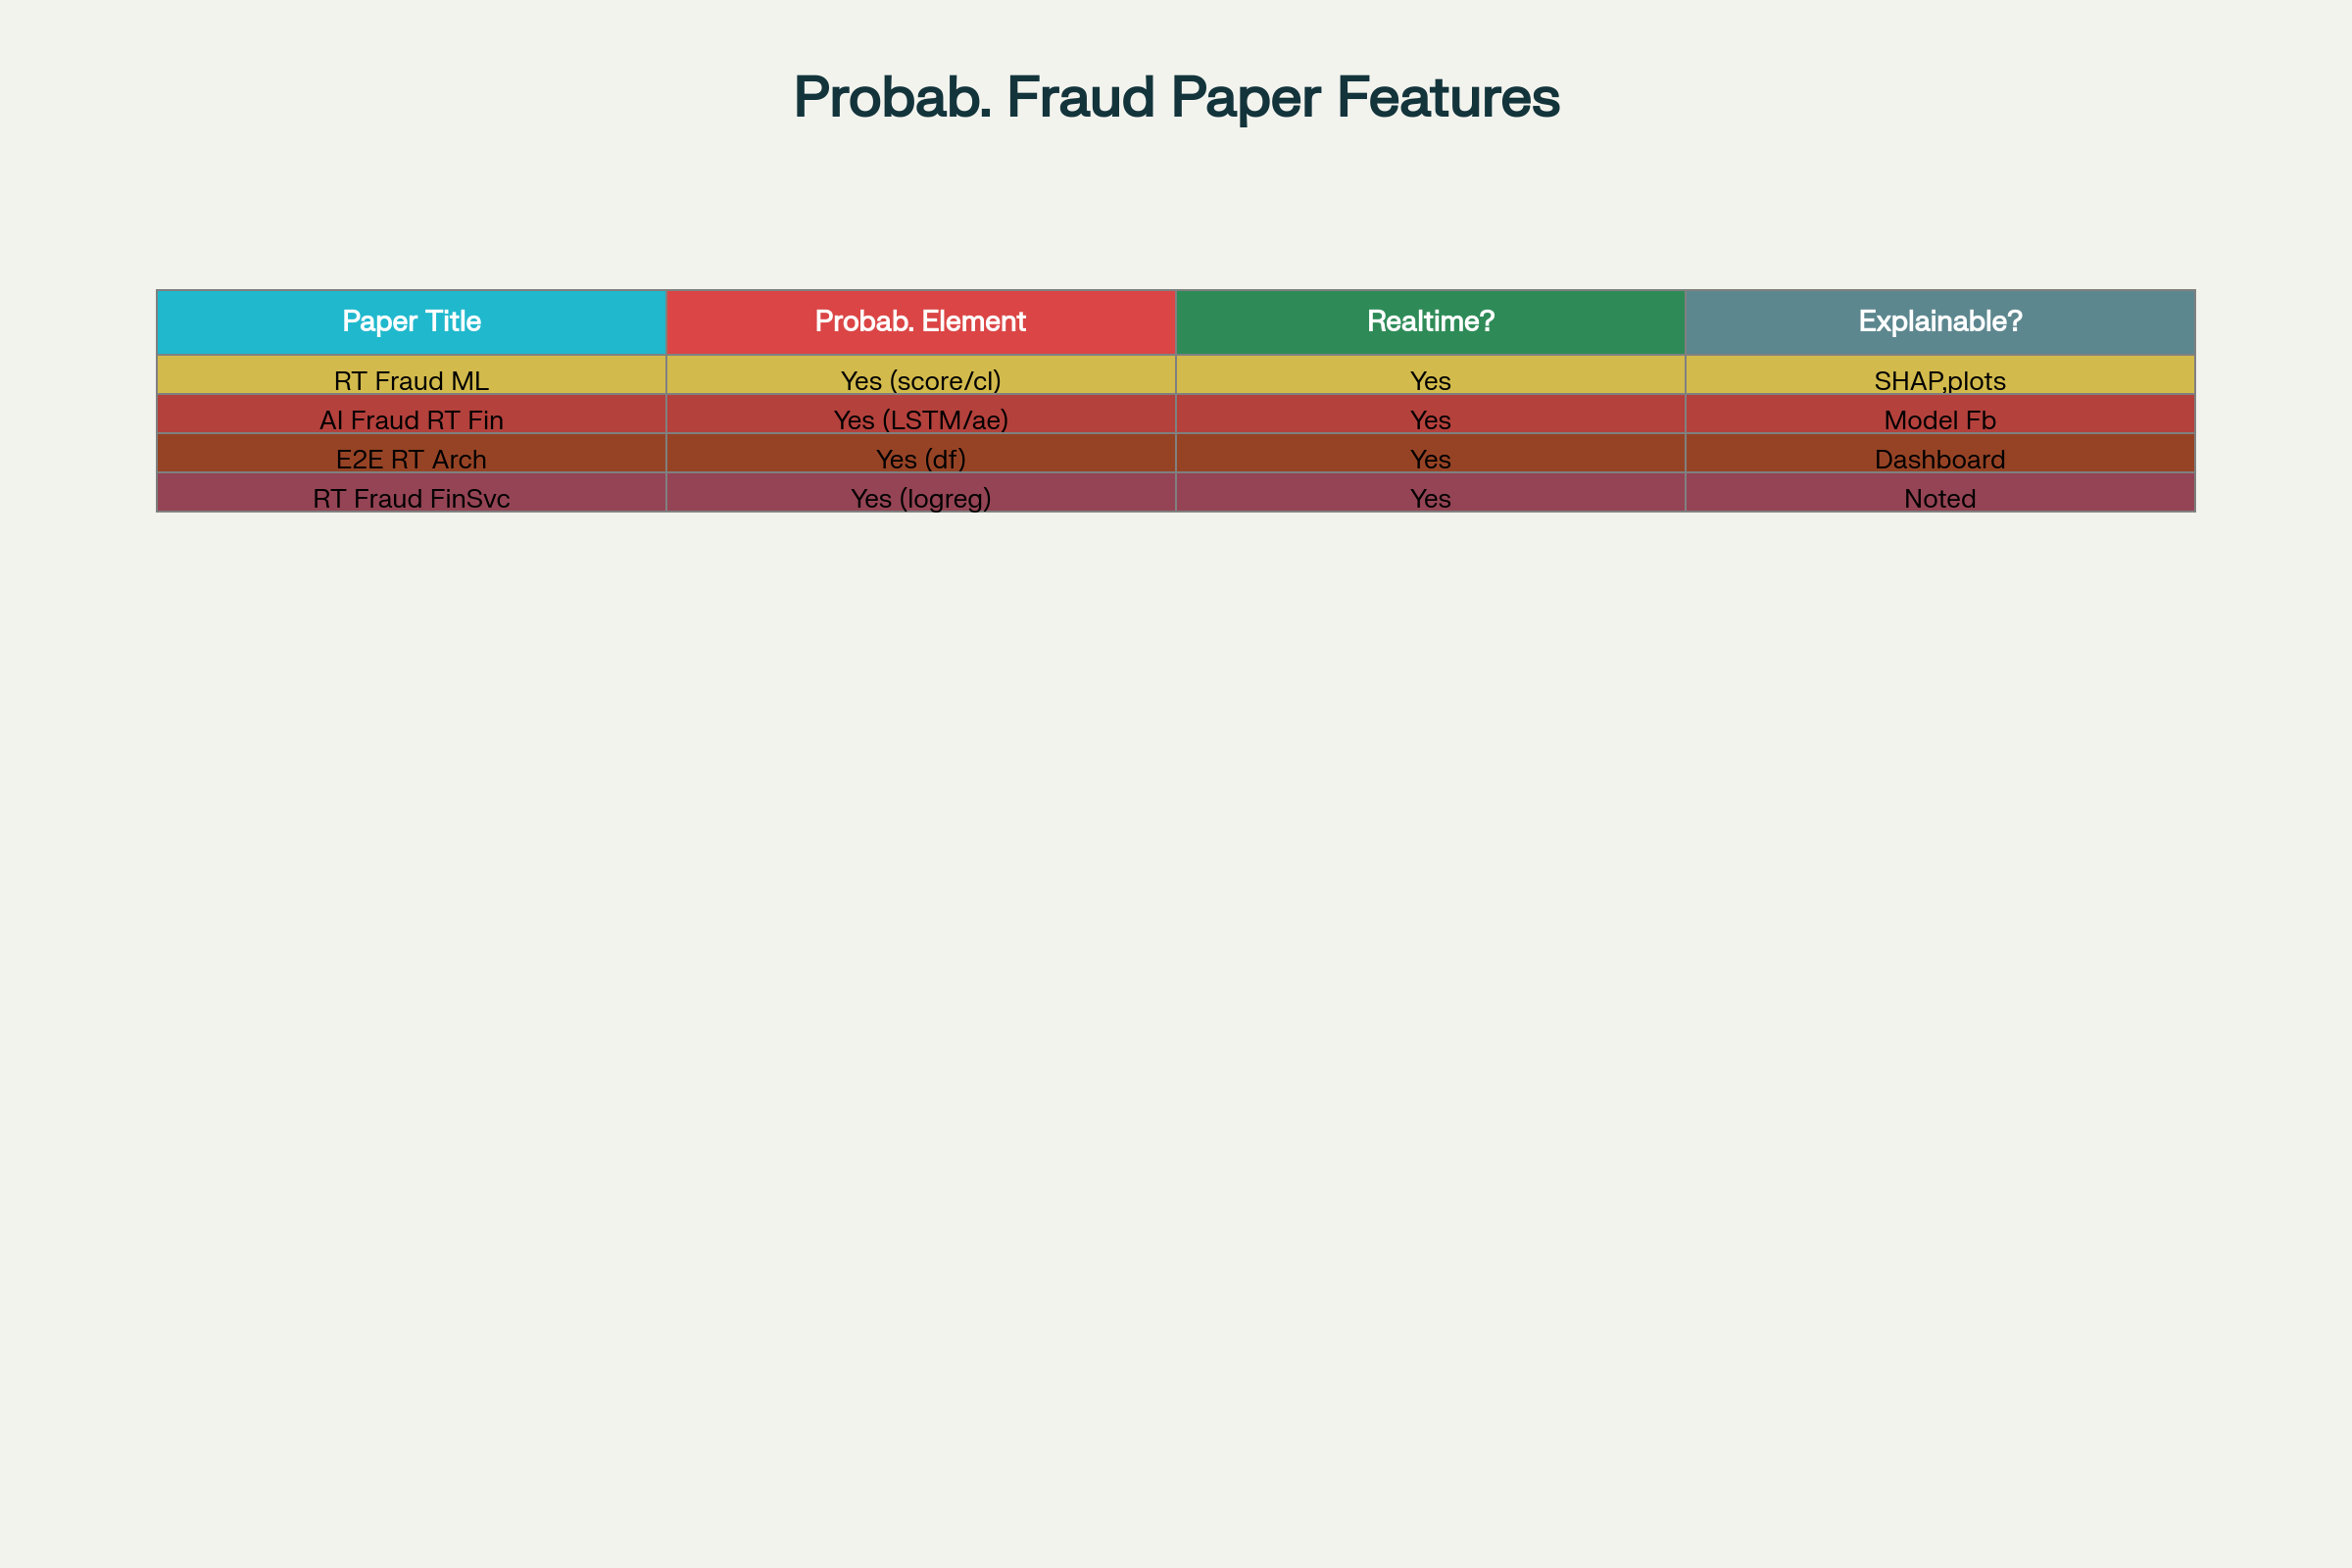 Probab. Fraud Paper Features
Paper Title Probab. Element Realtime? Explainable?
RT Fraud ML Yes (score/cl) Yes SHAP,plots
AI Fraud RT Fin Yes (LSTM/ae) Yes Model Fb
E2E RT Arch Yes (df) Yes Dashboard
RT Fraud FinSvc Yes (logreg) Yes Noted